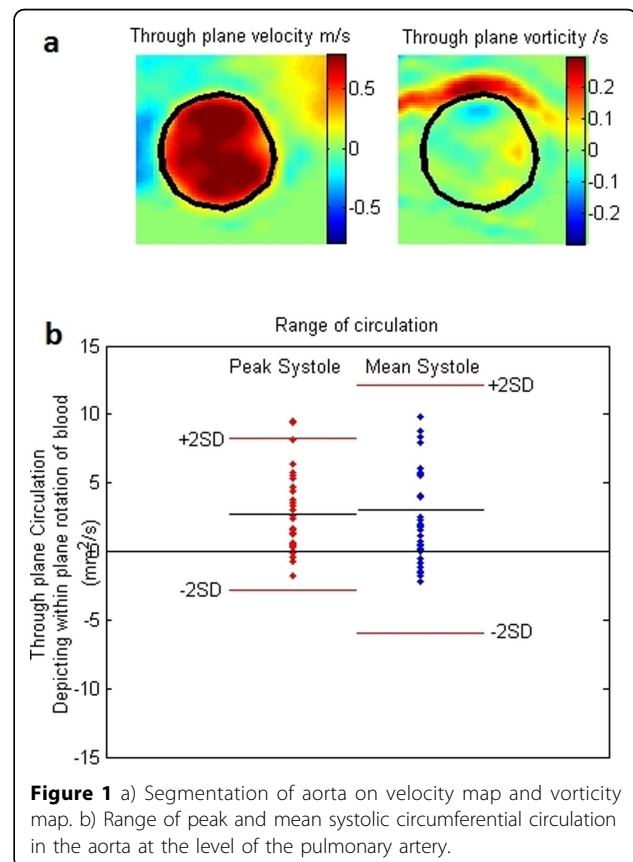 a
Through plane velocity m/s
Through plane vorticity /s
0.5
0
-0.5
0.2
0.1
0
-0.1
-0.2
b
Range of circulation
Peak Systole
Mean Systole
15
10
5
0
-5
-10
-15
+2SD
-2SD
+2SD
-2SD
Through plane Circulation
Depicting within plane rotation of blood
(mm²/s)
Figure 1 a) Segmentation of aorta on velocity map and vorticity
map. b) Range of peak and mean systolic circumferential circulation
in the aorta at the level of the pulmonary artery.